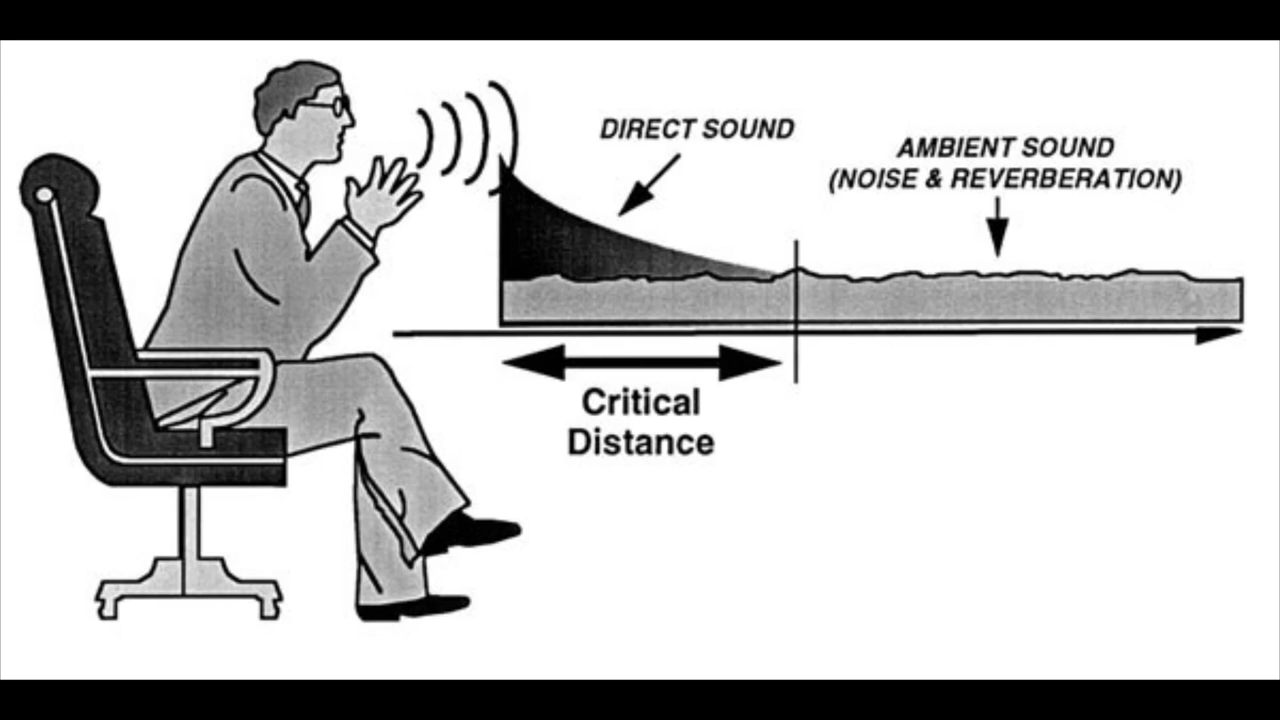 DIRECT SOUND
AMBIENT SOUND
(NOISE & REVERBERATION)
Critical
Distance